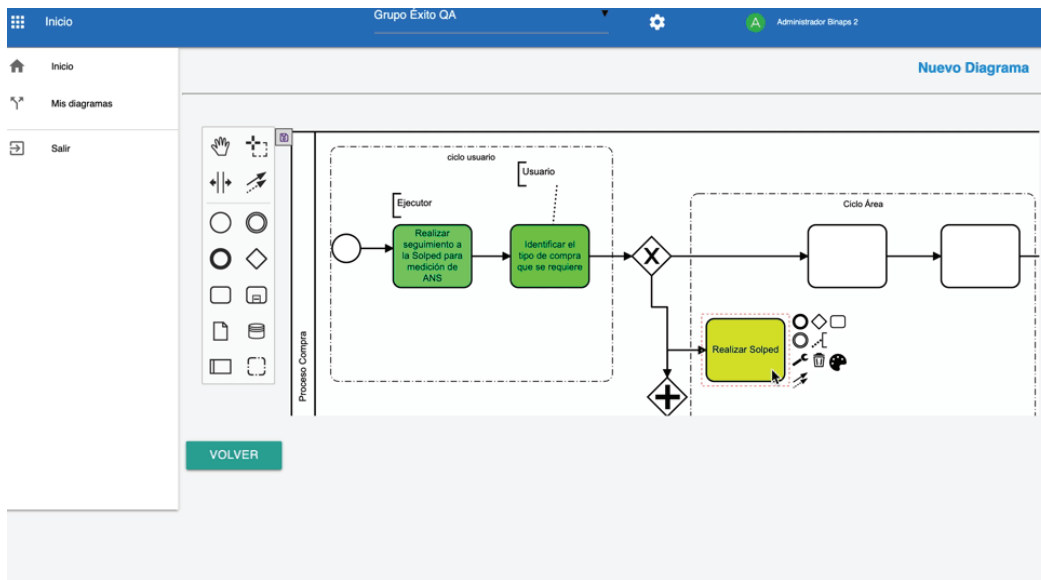 Inicio
Grupo Éxito QA
A
Administrador Binaps 2
Inicio
Mis diagramas
Salir
Nuevo Diagrama
ciclo usuario
Usuario
Ejecutor
Realizar
seguimiento a
la Solped para
medición de
ANS
Identificar el
tipo de compra
que se requiere
Ciclo Área
Realizar Solped
Proceso Compra
VOLVER